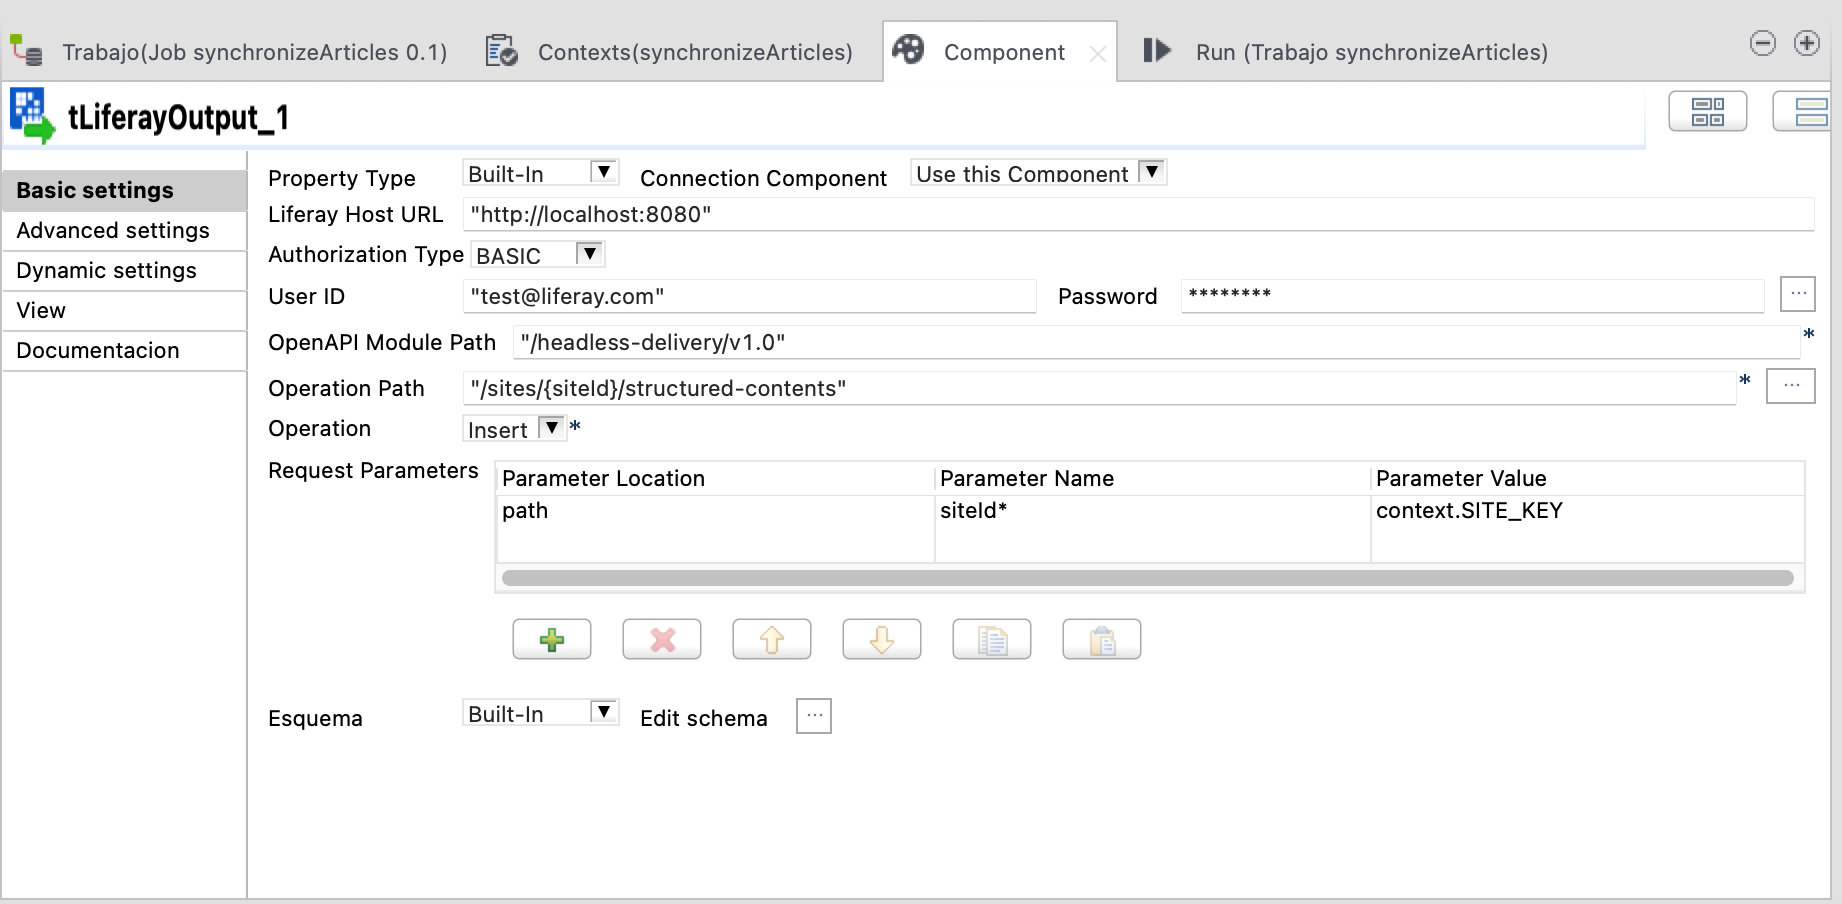 Trabajo(Job synchronizeArticles 0.1) Contexts(synchronizeArticles) Component Run (Trabajo synchronizeArticles)
tLiferayOutput_1
Basic settings
Advanced settings
Dynamic settings
View
Documentacion
Property Type Built-In Connection Component Use this Component
Liferay Host URL "http://localhost:8080"
Authorization Type BASIC
User ID "test@liferay.com" Password ********
OpenAPI Module Path "/headless-delivery/v1.0" *
Operation Path "/sites/{siteId}/structured-contents" * ...
Operation Insert *
Request Parameters Parameter Location Parameter Name Parameter Value
path siteId* context.SITE_KEY
Esquema Built-In Edit schema ...